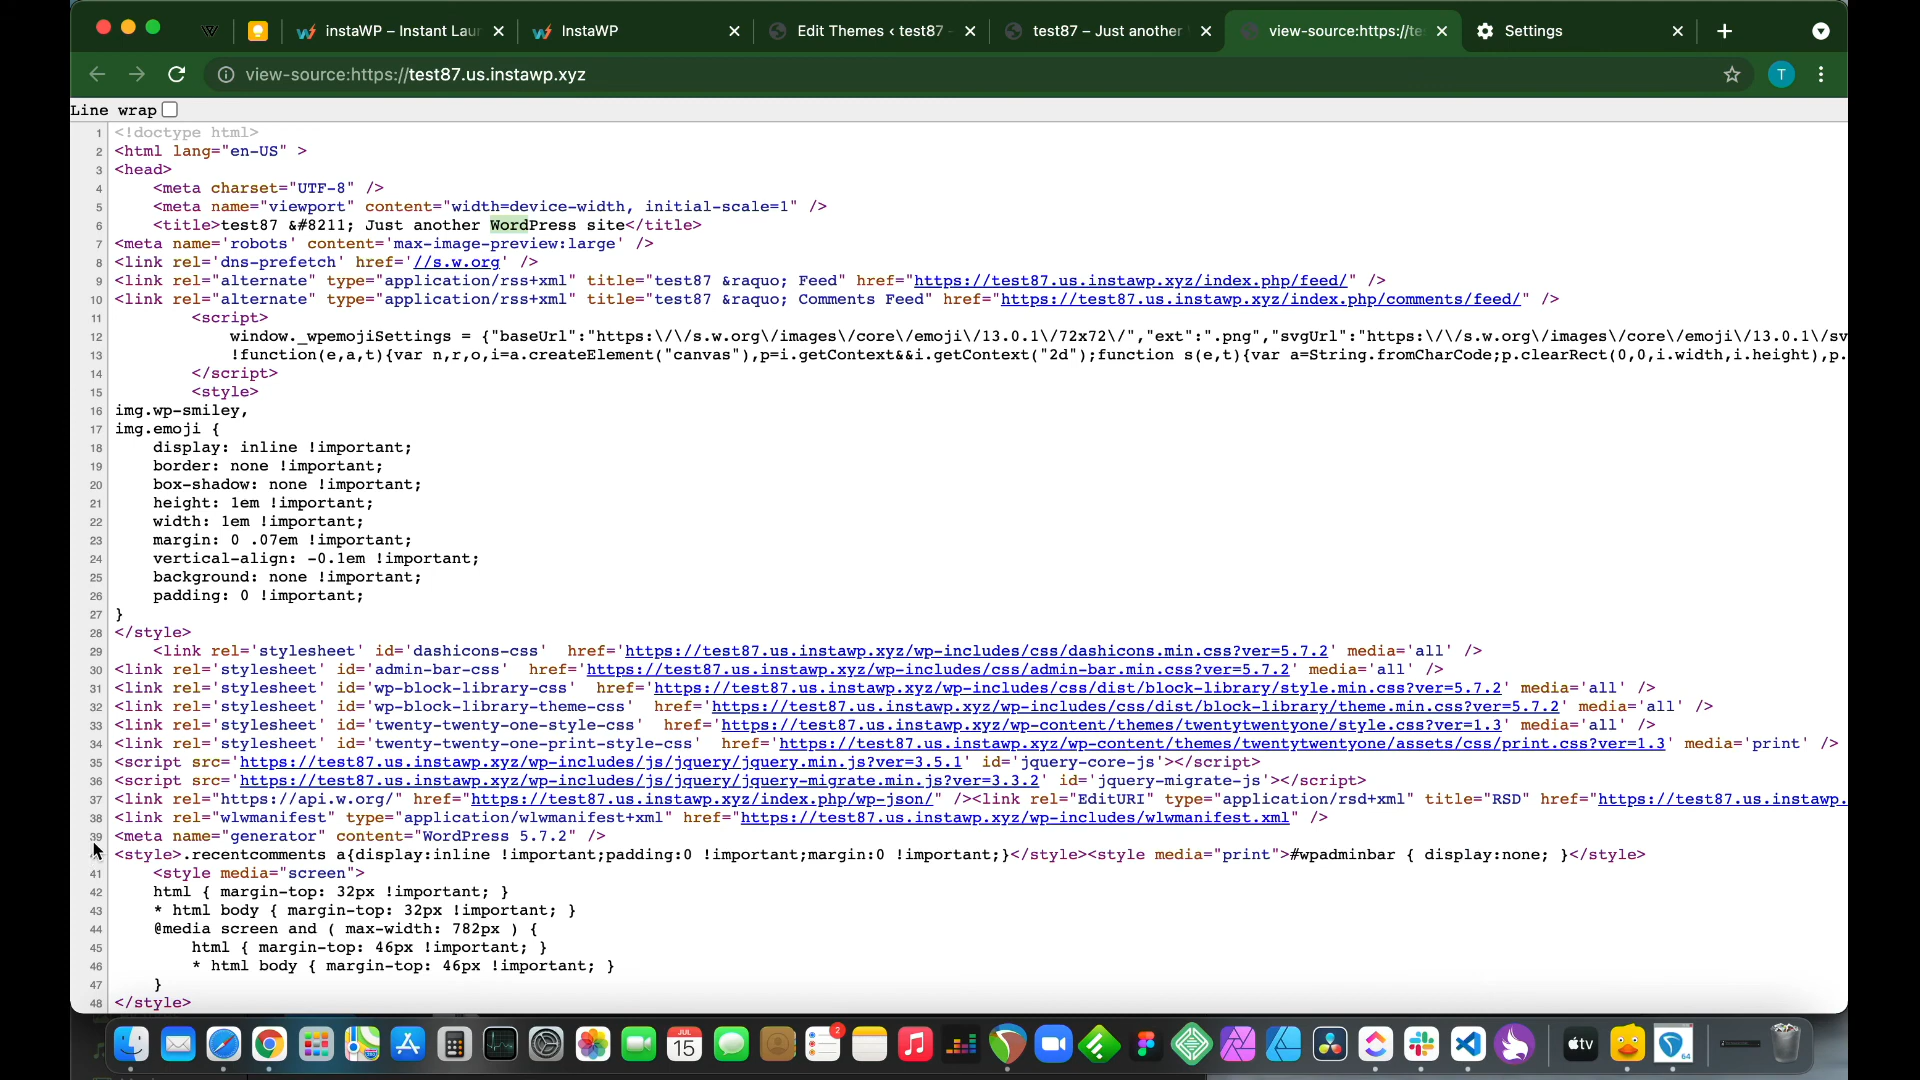 instaWP – Instant Laun
InstaWP
Edit Themes ‹ test87
test87 – Just another
view-source:https://te
Settings
view-source:https://test87.us.instawp.xyz
T
Line wrap
1 <!doctype html>
2 <html lang="en-US" >
3 <head>
4 <meta charset="UTF-8" />
5 <meta name="viewport" content="width=device-width, initial-scale=1" />
6 <title>test87 &#8211; Just another WordPress site</title>
7 <meta name='robots' content='max-image-preview:large' />
8 <link rel='dns-prefetch' href='//s.w.org' />
9 <link rel="alternate" type="application/rss+xml" title="test87 &raquo; Feed" href="https://test87.us.instawp.xyz/index.php/feed/" />
10 <link rel="alternate" type="application/rss+xml" title="test87 &raquo; Comments Feed" href="https://test87.us.instawp.xyz/index.php/comments/feed/" />
11 <script>
12 window._wpemojiSettings = {"baseUrl":"https:\/\/s.w.org\/images\/core\/emoji\/13.0.1\/72x72\/","ext":".png","svgUrl":"https:\/\/s.w.org\/images\/core\/emoji\/13.0.1\/sv
13 !function(e,a,t){var n,r,o,i=a.createElement("canvas"),p=i.getContext&&i.getContext("2d");function s(e,t){var a=String.fromCharCode;p.clearRect(0,0,i.width,i.height),p.
14 </script>
15 <style>
16 img.wp-smiley,
17 img.emoji {
18 display: inline !important;
19 border: none !important;
20 box-shadow: none !important;
21 height: 1em !important;
22 width: 1em !important;
23 margin: 0 .07em !important;
24 vertical-align: -0.1em !important;
25 background: none !important;
26 padding: 0 !important;
27 }
28 </style>
29 <link rel='stylesheet' id='dashicons-css' href='https://test87.us.instawp.xyz/wp-includes/css/dashicons.min.css?ver=5.7.2' media='all' />
30 <link rel='stylesheet' id='admin-bar-css' href='https://test87.us.instawp.xyz/wp-includes/css/admin-bar.min.css?ver=5.7.2' media='all' />
31 <link rel='stylesheet' id='wp-block-library-css' href='https://test87.us.instawp.xyz/wp-includes/css/dist/block-library/style.min.css?ver=5.7.2' media='all' />
32 <link rel='stylesheet' id='wp-block-library-theme-css' href='https://test87.us.instawp.xyz/wp-includes/css/dist/block-library/theme.min.css?ver=5.7.2' media='all' />
33 <link rel='stylesheet' id='twenty-twenty-one-style-css' href='https://test87.us.instawp.xyz/wp-content/themes/twentytwentyone/style.css?ver=1.3' media='all' />
34 <link rel='stylesheet' id='twenty-twenty-one-print-style-css' href='https://test87.us.instawp.xyz/wp-content/themes/twentytwentyone/assets/css/print.css?ver=1.3' media='print' />
35 <script src='https://test87.us.instawp.xyz/wp-includes/js/jquery/jquery.min.js?ver=3.5.1' id='jquery-core-js'></script>
36 <script src='https://test87.us.instawp.xyz/wp-includes/js/jquery/jquery-migrate.min.js?ver=3.3.2' id='jquery-migrate-js'></script>
37 <link rel="https://api.w.org/" href="https://test87.us.instawp.xyz/index.php/wp-json/" /><link rel="EditURI" type="application/rsd+xml" title="RSD" href="https://test87.us.instawp.
38 <link rel="wlwmanifest" type="application/wlwmanifest+xml" href="https://test87.us.instawp.xyz/wp-includes/wlwmanifest.xml" />
39 <meta name="generator" content="WordPress 5.7.2" />
<style>.recentcomments a{display:inline !important;padding:0 !important;margin:0 !important;}</style><style media="print">#wpadminbar { display:none; }</style>
41 <style media="screen">
42 html { margin-top: 32px !important; }
43 * html body { margin-top: 32px !important; }
44 @media screen and ( max-width: 782px ) {
45 html { margin-top: 46px !important; }
46 * html body { margin-top: 46px !important; }
47 }
48 </style>
JUL
15
2
tv
64